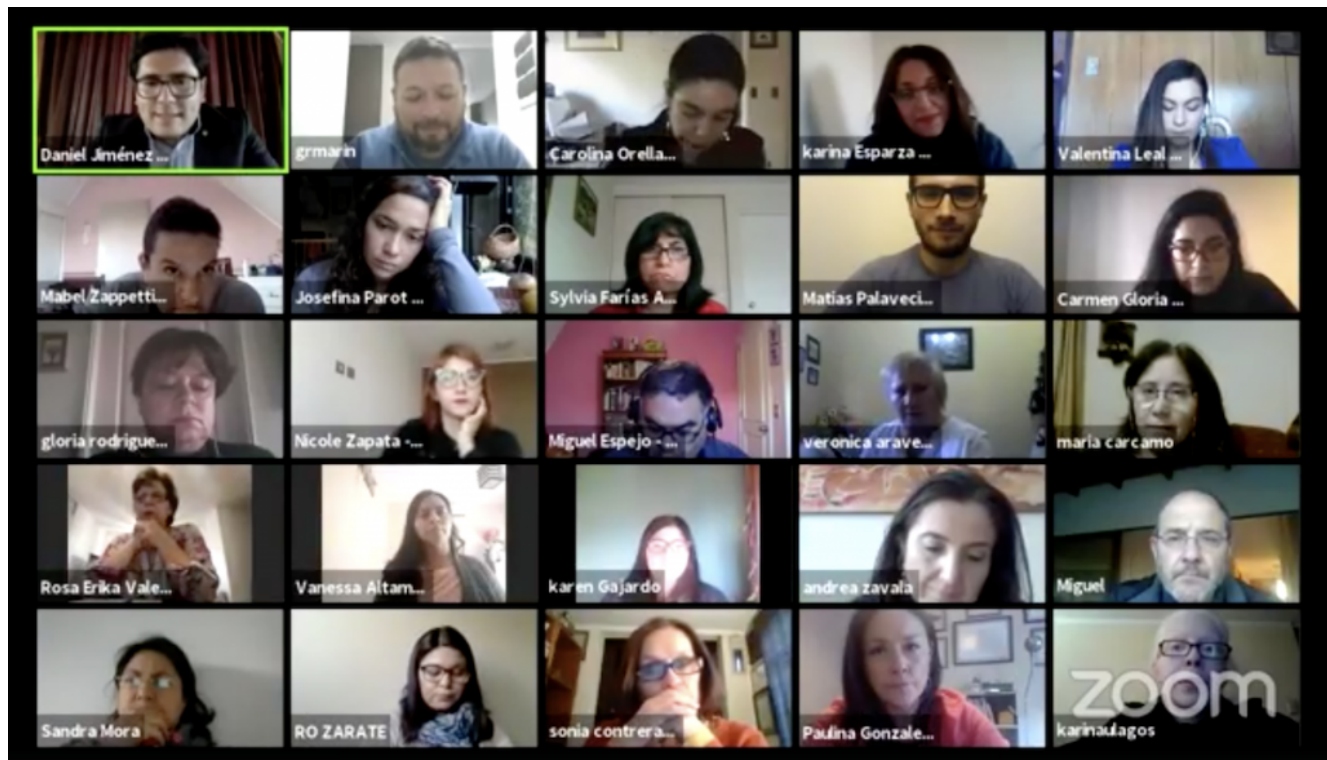 Daniel Jiménez ...
grmarin
Carolina Orella...
karina Esparza ...
Valentina Leal ...
Mabel Zappetti...
Josefina Parot ...
Sylvia Farías A...
Matias Palaveci...
Carmen Gloria ...
gloria rodrigue...
Nicole Zapata -...
Miguel Espejo - ...
veronica arave...
maria carcamo
Rosa Erika Vale...
Vanessa Altam...
karen Gajardo
andrea zavala
Miguel
Sandra Mora
RO ZARATE
sonia contrera...
Paulina Gonzale...
zoom
karinaulagos